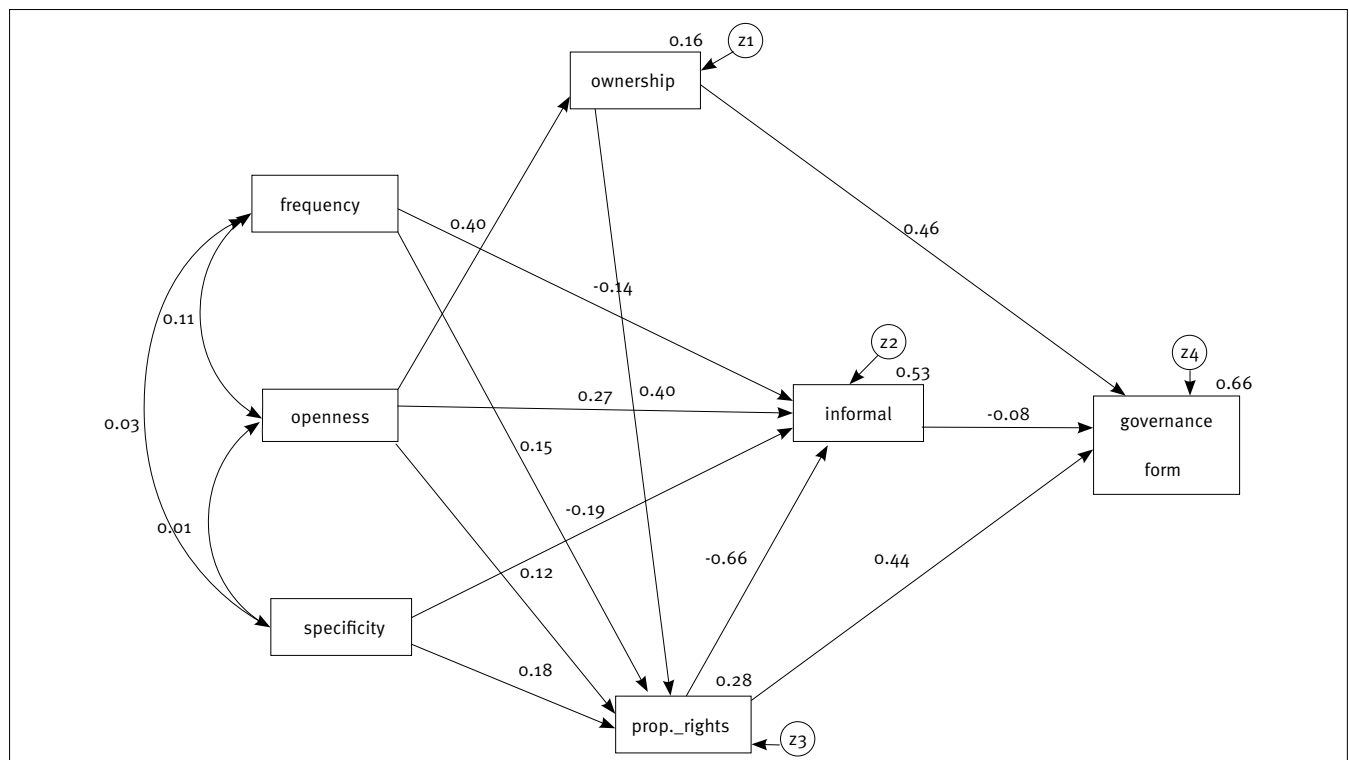 0.16
z1
ownership
frequency
0.40
0.46
-0.14
0.11
z2
z4
0.53
0.66
openness
0.27
0.40
informal
-0.08
governance
form
0.03
0.15
-0.19
0.01
-0.66
0.44
0.12
specificity
0.18
0.28
prop._rights
z3